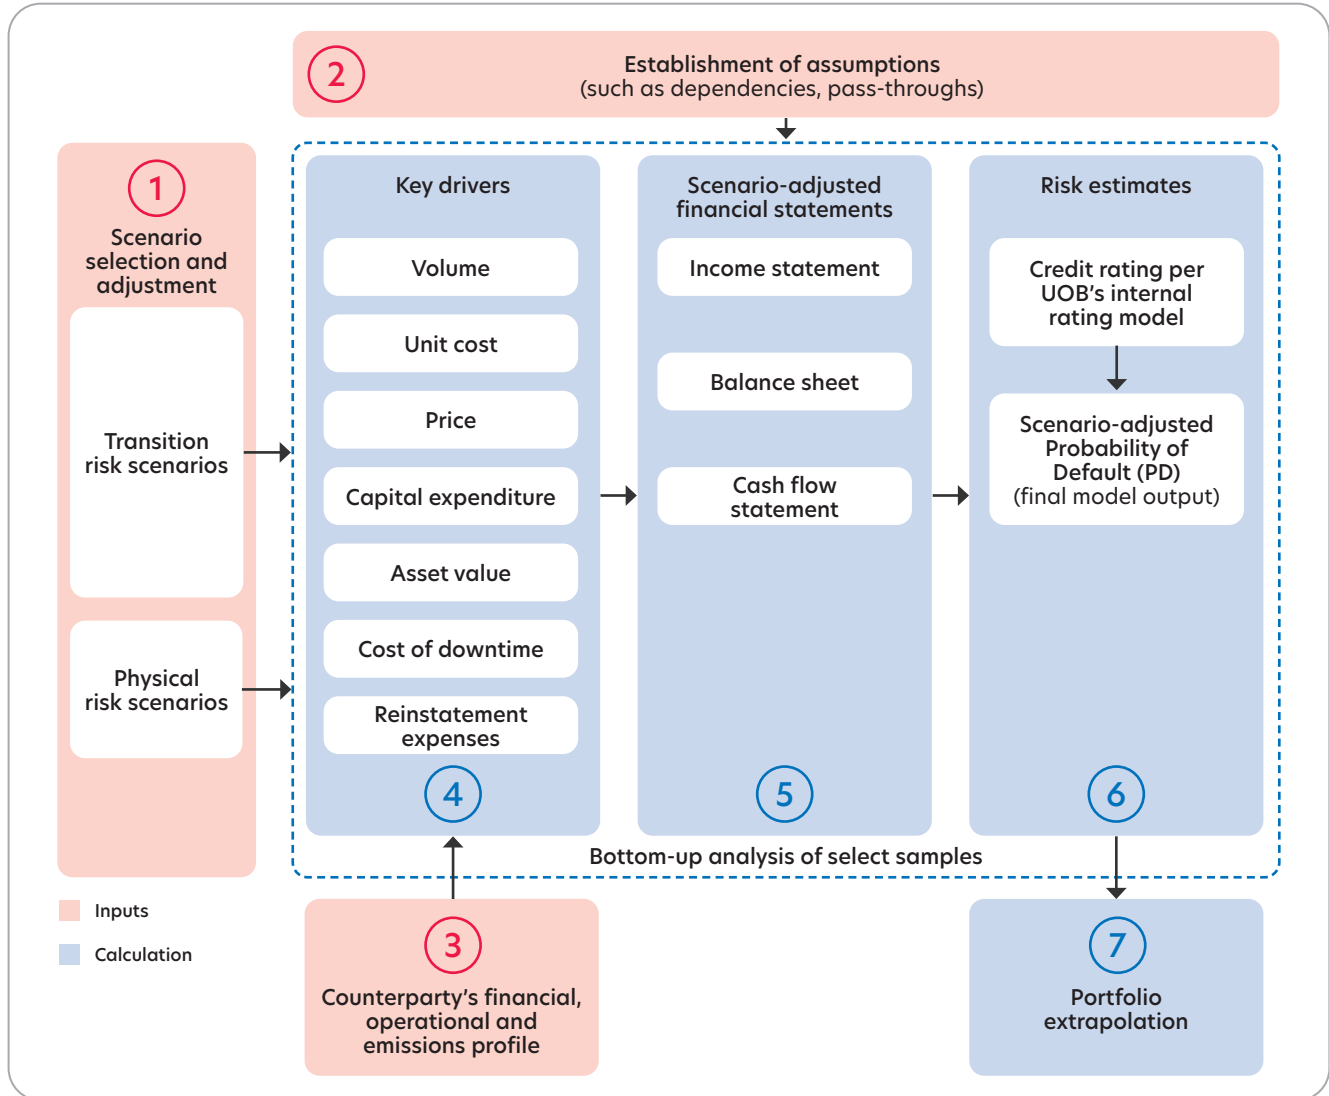 2
Establishment of assumptions
(such as dependencies, pass-throughs)
1
Scenario
selection and
adjustment
Transition
risk scenarios
Physical
risk scenarios
Key drivers
Volume
Unit cost
Price
Capital expenditure
Asset value
Cost of downtime
Reinstatement
expenses
4
Scenario-adjusted
financial statements
Income statement
Balance sheet
Cash flow
statement
5
Risk estimates
Credit rating per
UOB's internal
rating model
Scenario-adjusted
Probability of
Default (PD)
(final model output)
6
Bottom-up analysis of select samples
Inputs
Calculation
3
Counterparty's financial,
operational and
emissions profile
7
Portfolio
extrapolation